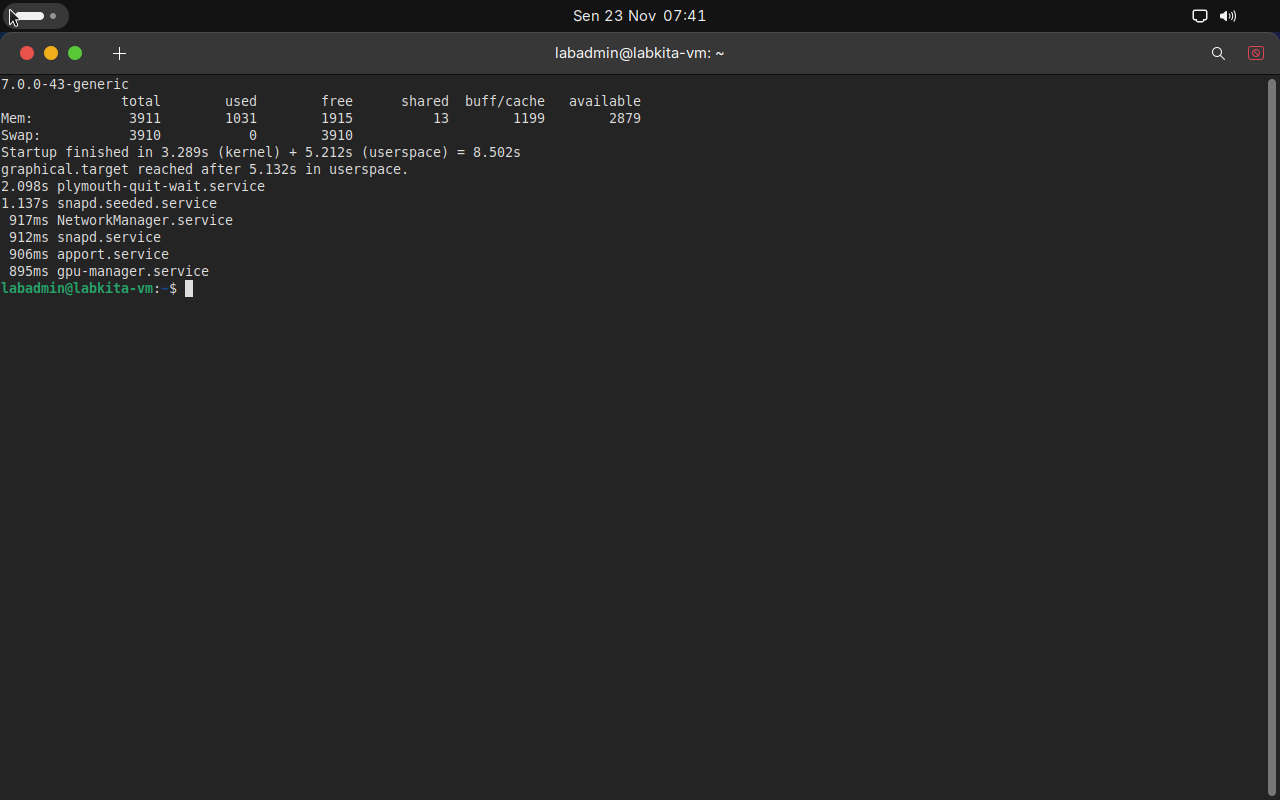 Sen 23 Nov 07:41
labadmin@labkita-vm: ~
7.0.0-43-generic
               total        used        free      shared  buff/cache   available
Mem:            3911        1031        1915          13        1199        2879
Swap:           3910           0        3910
Startup finished in 3.289s (kernel) + 5.212s (userspace) = 8.502s
graphical.target reached after 5.132s in userspace.
2.098s plymouth-quit-wait.service
1.137s snapd.seeded.service
 917ms NetworkManager.service
 912ms snapd.service
 906ms apport.service
 895ms gpu-manager.service
labadmin@labkita-vm:~$